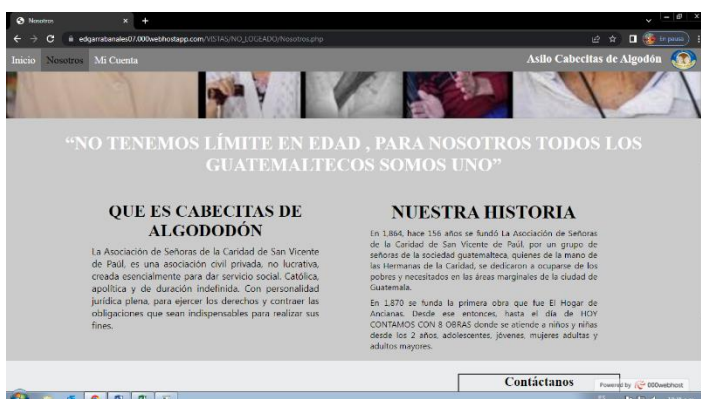 Nosotros
edgarrabanales07.000webhostapp.com/VISTAS/NO_LOGEADO/Nosotros.php
En pausa
Inicio Nosotros Mi Cuenta
Asilo Cabecitas de Algodón
“NO TENEMOS LÍMITE EN EDAD , PARA NOSOTROS TODOS LOS
GUATEMALTECOS SOMOS UNO”
QUE ES CABECITAS DE
ALGODODÓN
La Asociación de Señoras de la Caridad de San Vicente
de Paúl, es una asociación civil privada, no lucrativa,
creada esencialmente para dar servicio social. Católica,
apolítica y de duración indefinida. Con personalidad
jurídica plena, para ejercer los derechos y contraer las
obligaciones que sean indispensables para realizar sus
fines.
NUESTRA HISTORIA
En 1,864, hace 156 años se fundó La Asociación de Señoras
de la Caridad de San Vicente de Paúl, por un grupo de
señoras de la sociedad guatemalteca, quienes de la mano de
las Hermanas de la Caridad, se dedicaron a ocuparse de los
pobres y necesitados en las áreas marginales de la ciudad de
Guatemala.
En 1,870 se funda la primera obra que fue El Hogar de
Ancianas. Desde ese entonces, hasta el día de HOY
CONTAMOS CON 8 OBRAS donde se atiende a niños y niñas
desde los 2 años, adolescentes, jóvenes, mujeres adultas y
adultos mayores.
Contáctanos
Powered by 000webhost